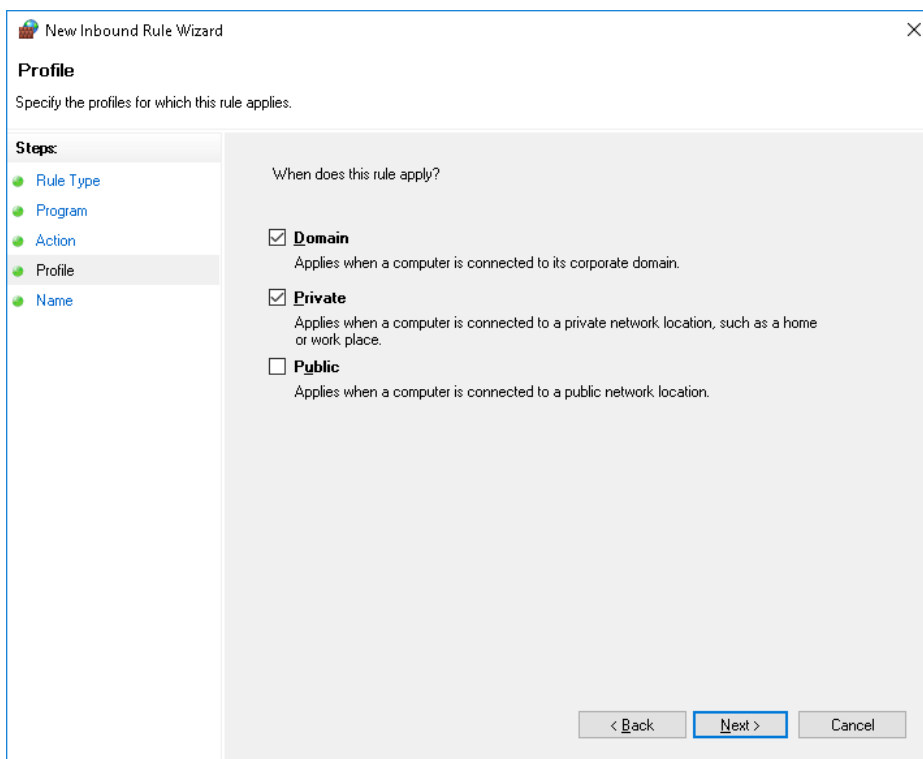 New Inbound Rule Wizard
Profile
Specify the profiles for which this rule applies.
Steps:
Rule Type
Program
Action
Profile
Name
When does this rule apply?
Domain
Applies when a computer is connected to its corporate domain.
Private
Applies when a computer is connected to a private network location, such as a home
or work place.
Public
Applies when a computer is connected to a public network location.
< Back
Next >
Cancel